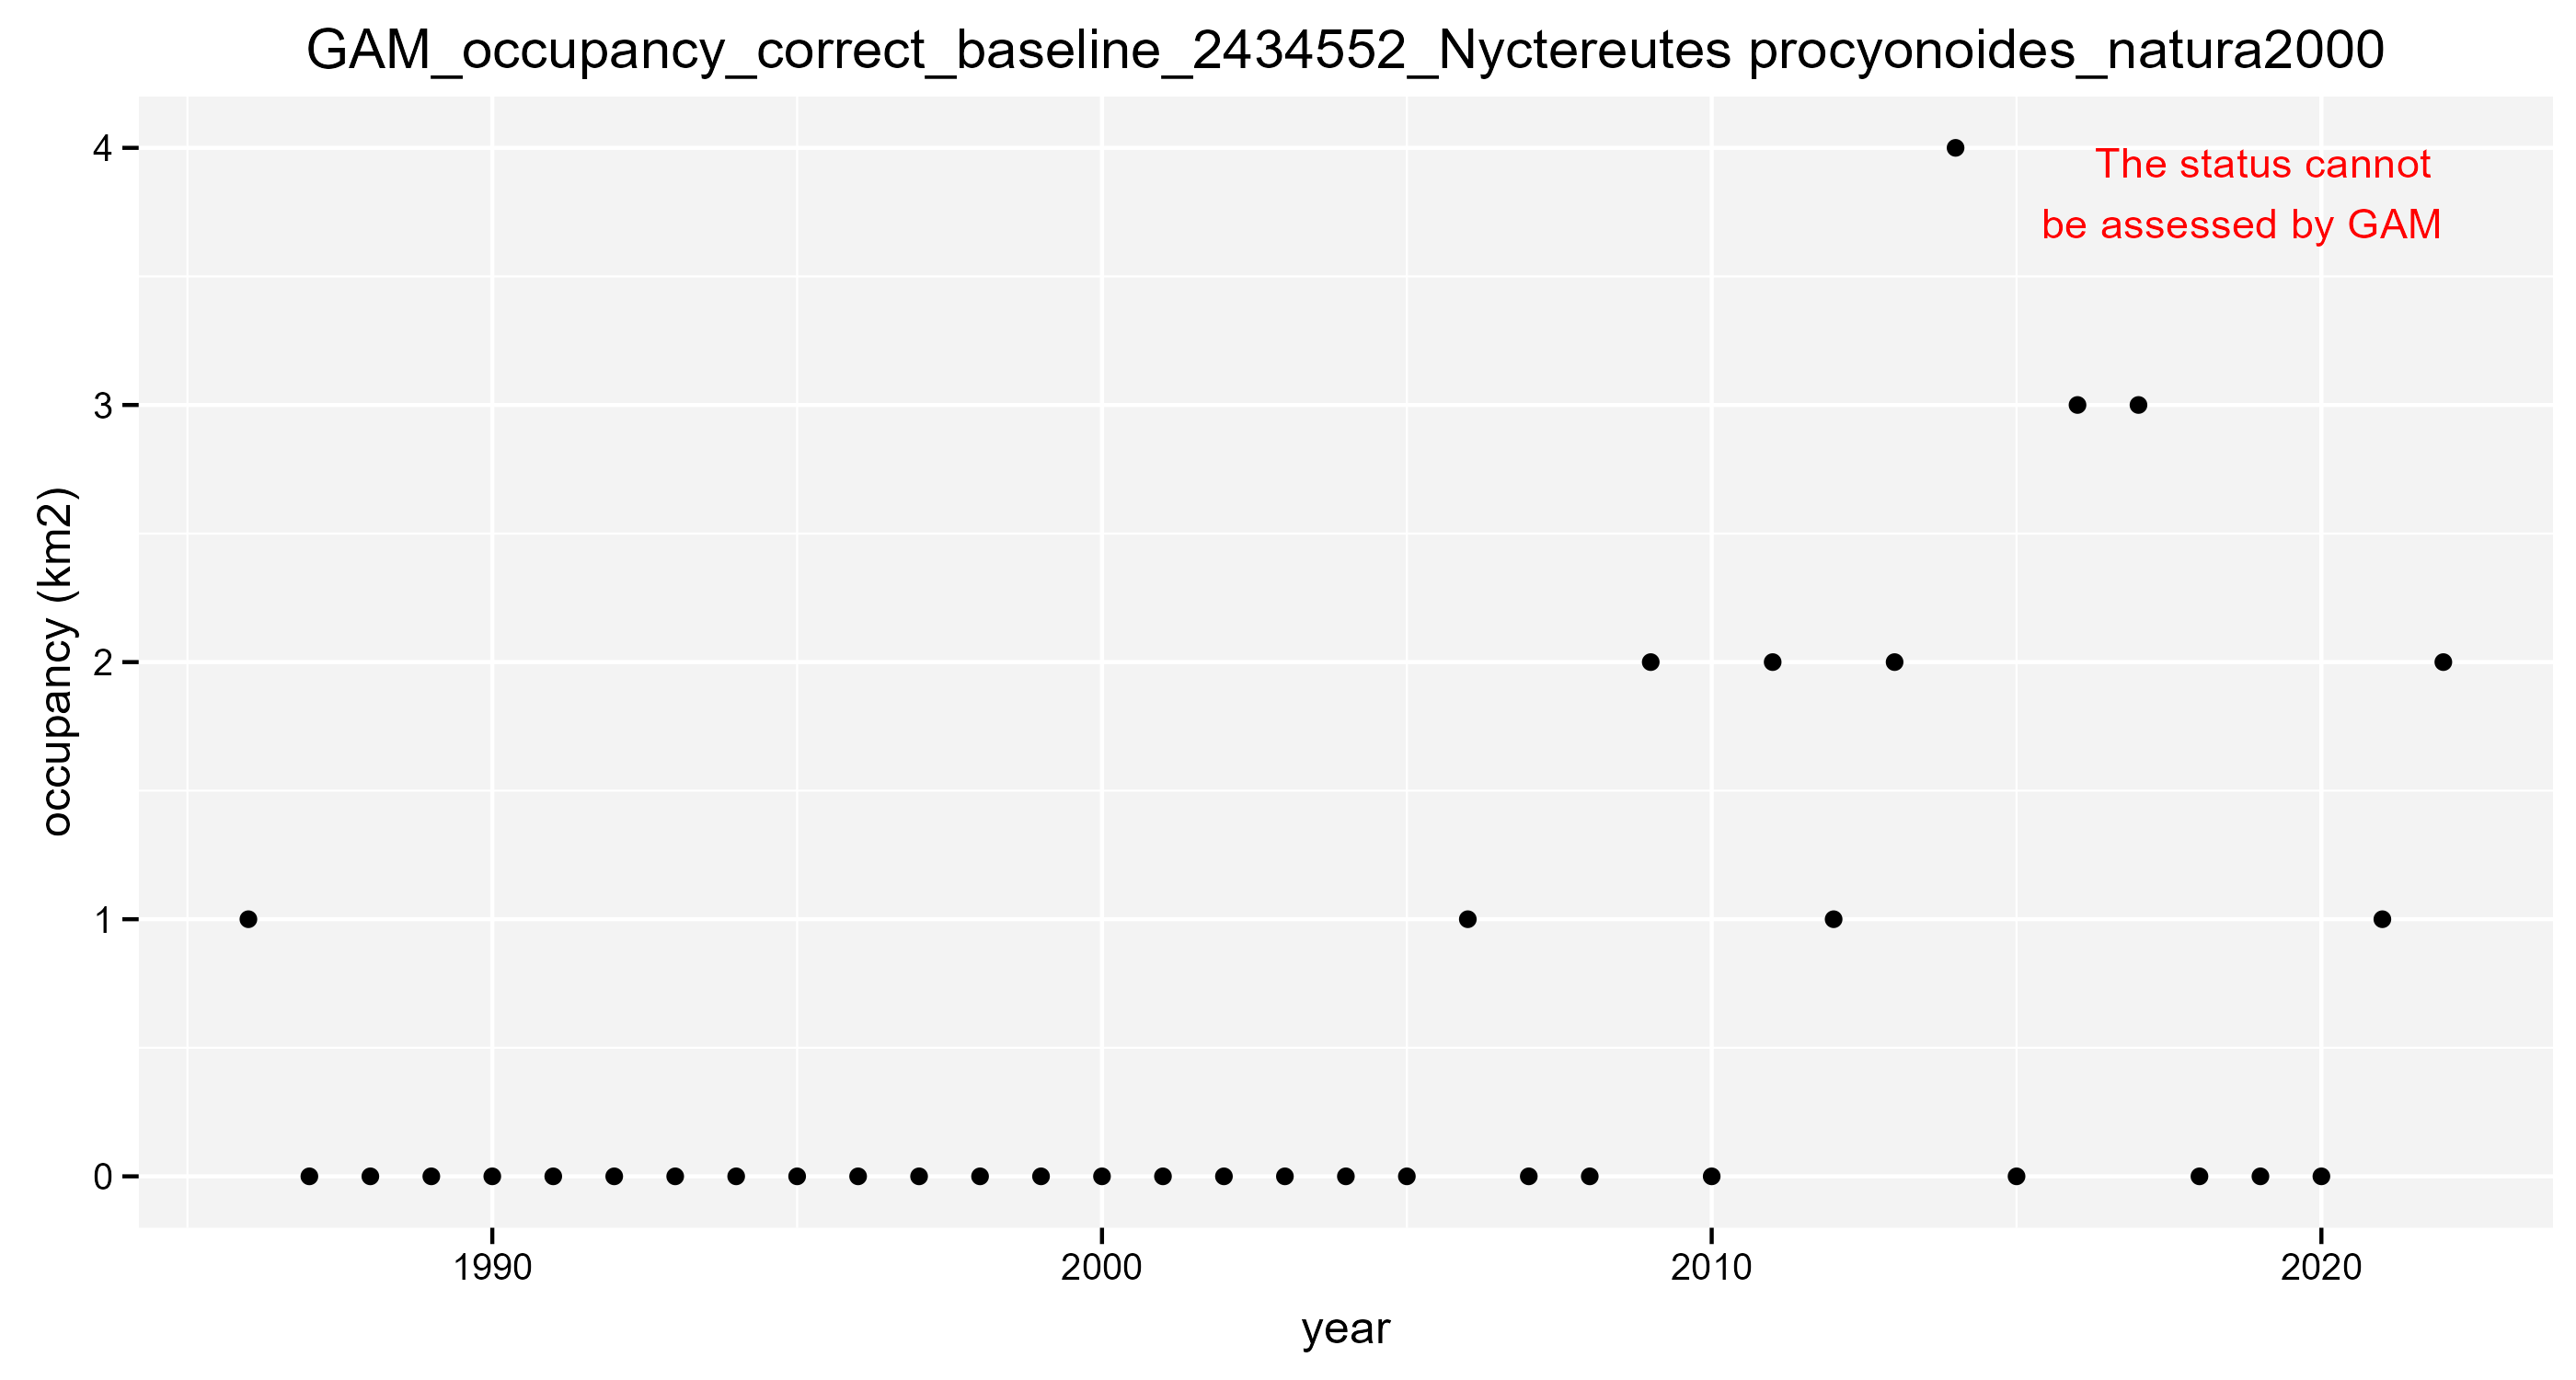 GAM_occupancy_correct_baseline_2434552_Nyctereutes procyonoides_natura2000
The status cannot
be assessed by GAM
occupancy (km2)
4
3
2
1
0
1990
2000
2010
2020
year